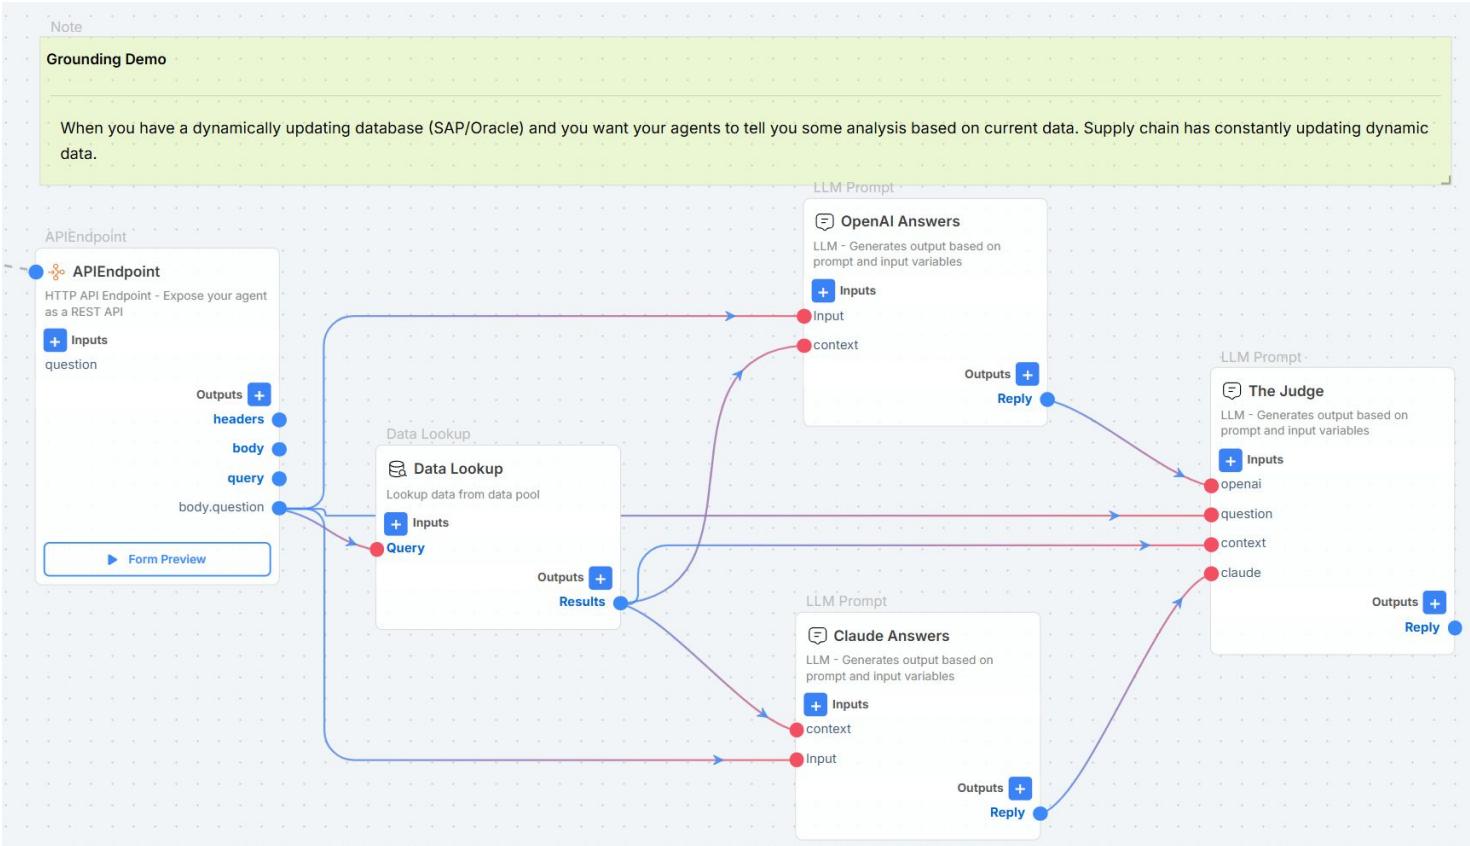 Note
Grounding Demo
When you have a dynamically updating database (SAP/Oracle) and you want your agents to tell you some analysis based on current data. Supply chain has constantly updating dynamic
data.
APIEndpoint
APIEndpoint
HTTP API Endpoint - Expose your agent
as a REST API
Inputs
question
Outputs
headers
body
query
body.question
Form Preview
Data Lookup
Data Lookup
Lookup data from data pool
Inputs
Query
Outputs
Results
LLM Prompt
OpenAI Answers
LLM - Generates output based on
prompt and input variables
Inputs
Input
context
Outputs
Reply
LLM Prompt
Claude Answers
LLM - Generates output based on
prompt and input variables
Inputs
context
Input
Outputs
Reply
LLM Prompt
The Judge
LLM - Generates output based on
prompt and input variables
Inputs
openai
question
context
claude
Outputs
Reply